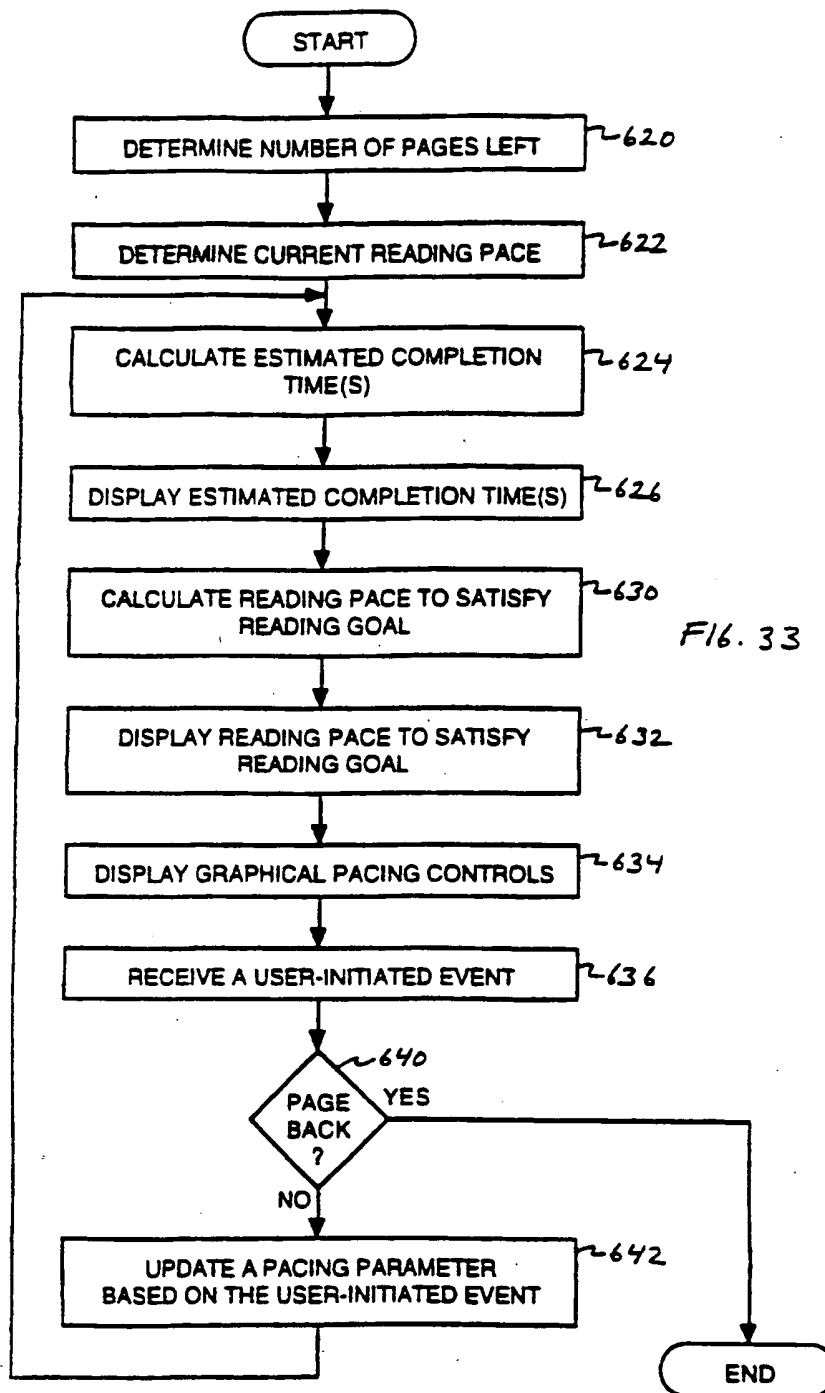 START
DETERMINE NUMBER OF PAGES LEFT
620
DETERMINE CURRENT READING PACE
622
CALCULATE ESTIMATED COMPLETION
TIME(S)
624
DISPLAY ESTIMATED COMPLETION TIME(S)
626
CALCULATE READING PACE TO SATISFY
READING GOAL
630
FIG. 33
DISPLAY READING PACE TO SATISFY
READING GOAL
632
DISPLAY GRAPHICAL PACING CONTROLS
634
RECEIVE A USER-INITIATED EVENT
636
640
PAGE
BACK
?
YES
NO
UPDATE A PACING PARAMETER
BASED ON THE USER-INITIATED EVENT
642
END